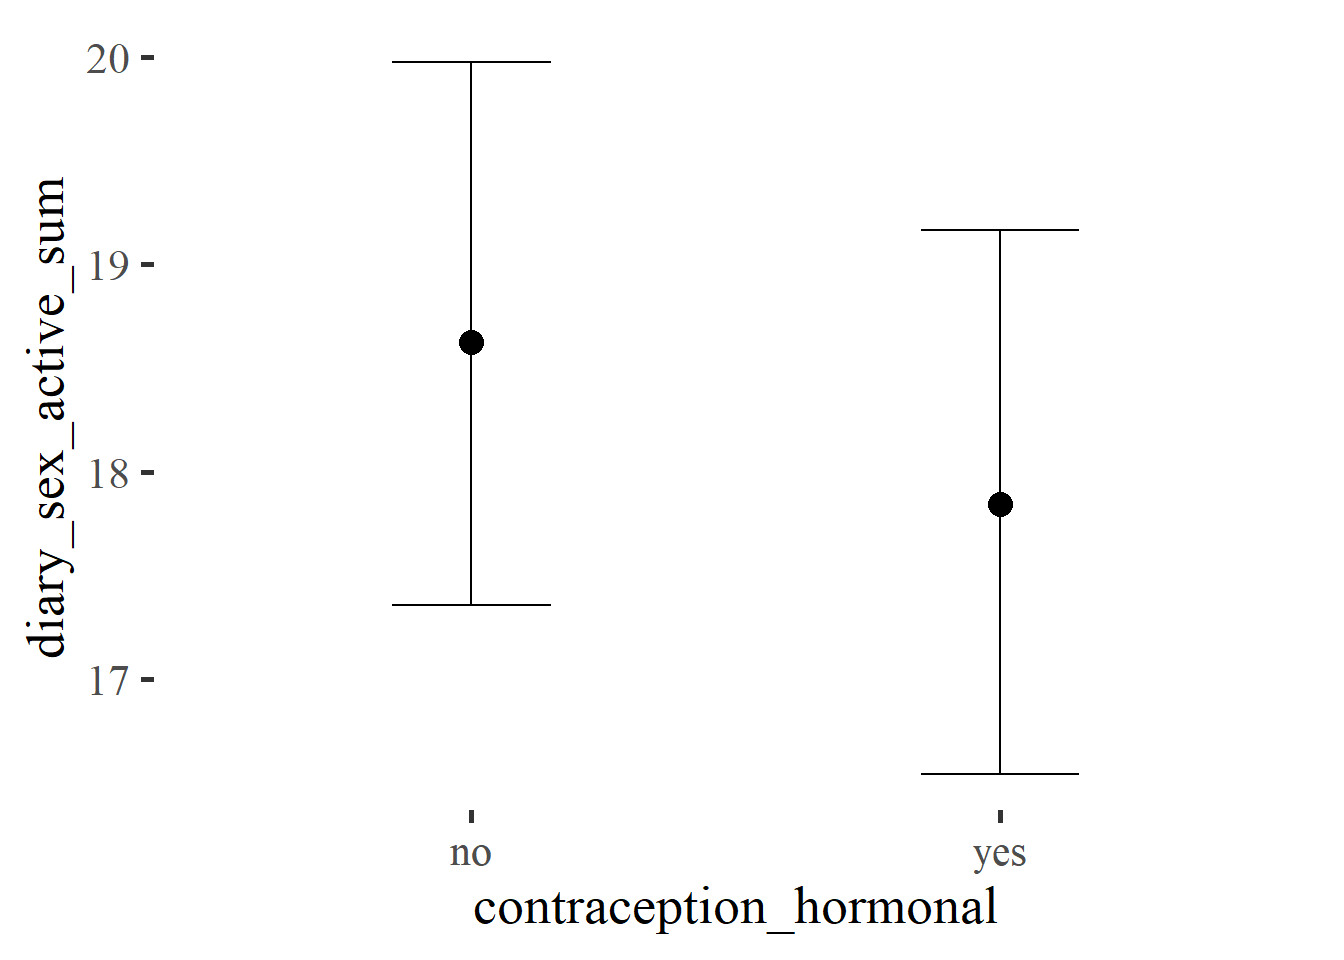 20
19
18
17
diary_sex_active_sum
no
yes
contraception_hormonal